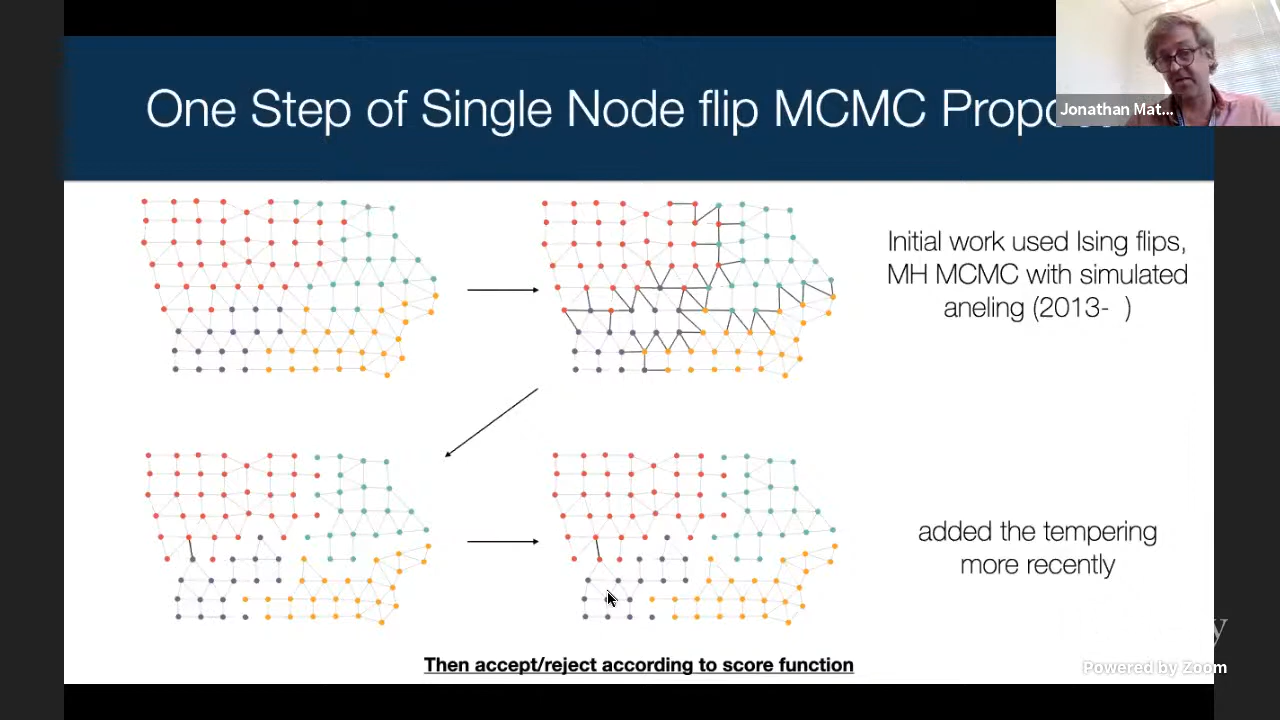 One Step of Single Node flip MCMC
Jonathan Mat...
Initial work used Ising flips,
MH MCMC with simulated
aneling (2013- )
added the tempering
more recently
Then accept/reject according to score function
Powered by Zoom